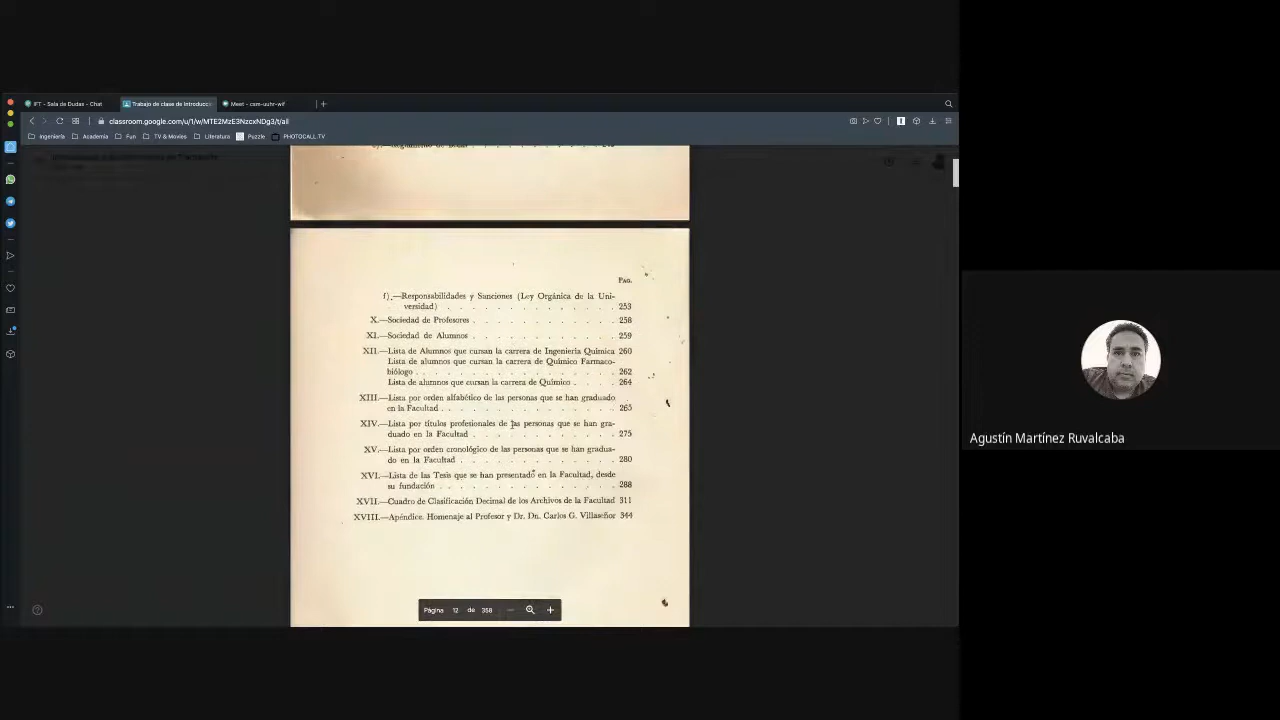 IFT - Sala de Dudas - Chat
Trabajo de clase de Introducc
Meet - cam-uuhr-wif
classroom.google.com/u/1/w/MTE2MzE3NzcxNDg3/t/all
Ingeniería
Academia
Fun
TV & Movies
Literatura
Puzzle
PHOTOCALL TV
PAG.
f).—Responsabilidades y Sanciones (Ley Orgánica de la Uni-
versidad) . . . . . . . . . . . 253
X.—Sociedad de Profesores . . . . . . . . . . 258
XI.—Sociedad de Alumnos . . . . . . . . . . 259
XII.—Lista de Alumnos que cursan la carrera de Ingeniería Química 260
Lista de alumnos que cursan la carrera de Químico Farmaco-
biólogo . . . . . . . . . . . . 262
Lista de alumnos que cursan la carrera de Químico . . . . 264
XIII.—Lista por orden alfabético de las personas que se han graduado
en la Facultad . . . . . . . . . . . 265
XIV.—Lista por títulos profesionales de las personas que se han gra-
duado en la Facultad . . . . . . . . . 275
XV.—Lista por orden cronológico de las personas que se han gradua-
do en la Facultad . . . . . . . . . . 280
XVI.—Lista de las Tesis que se han presentado en la Facultad, desde
su fundación . . . . . . . . . . . 288
XVII.—Cuadro de Clasificación Decimal de los Archivos de la Facultad 311
XVIII.—Apéndice. Homenaje al Profesor y Dr. Dn. Carlos G. Villaseñor 344
Página 12 de 358
Agustín Martínez Ruvalcaba